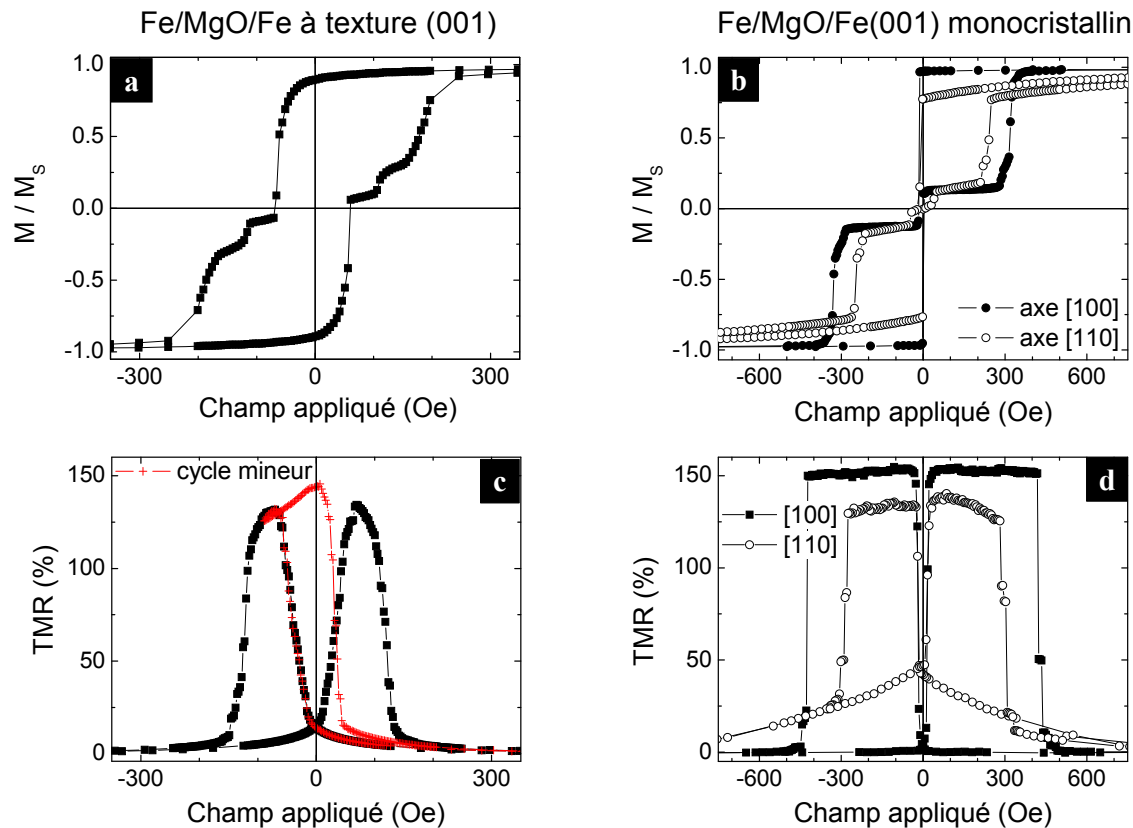 Fe/MgO/Fe à texture (001)
Fe/MgO/Fe(001) monocristallin
a
1.0
0.5
0.0
-0.5
-1.0
M / M_S
-300
0
300
Champ appliqué (Oe)
b
1.0
0.5
0.0
-0.5
-1.0
M / M_S
axe [100]
axe [110]
-600
-300
0
300
600
Champ appliqué (Oe)
c
cycle mineur
150
100
50
0
TMR (%)
-300
0
300
Champ appliqué (Oe)
d
150
100
50
0
TMR (%)
[100]
[110]
-600
-300
0
300
600
Champ appliqué (Oe)